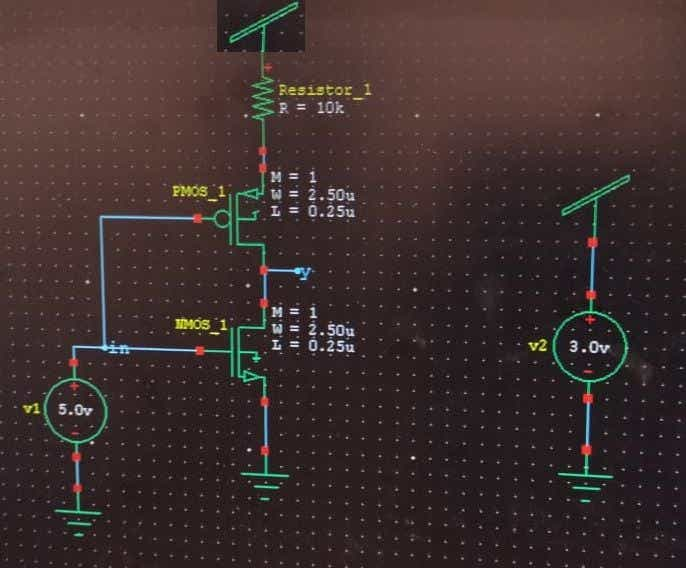 Resistor_1
R = 10k
PMOS_1
M = 1
W = 2.50u
L = 0.25u
y
NMOS_1
M = 1
W = 2.50u
L = 0.25u
in
v1
5.0v
v2
3.0v